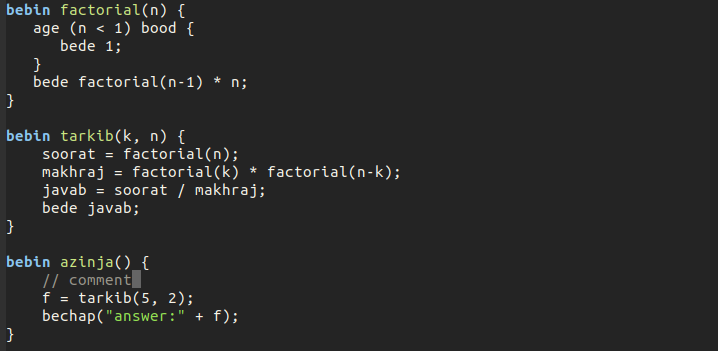 bebin factorial(n) {
   age (n < 1) bood {
      bede 1;
   }
   bede factorial(n-1) * n;
}

bebin tarkib(k, n) {
    soorat = factorial(n);
    makhraj = factorial(k) * factorial(n-k);
    javab = soorat / makhraj;
    bede javab;
}

bebin azinja() {
    // comment
    f = tarkib(5, 2);
    bechap("answer:" + f);
}